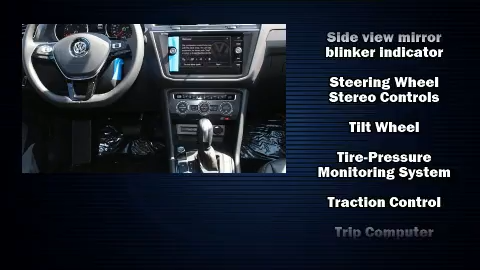 Side view mirror
blinker indicator
Steering Wheel
Stereo Controls
Tilt Wheel
Tire-Pressure
Monitoring System
Traction Control
Trip Computer